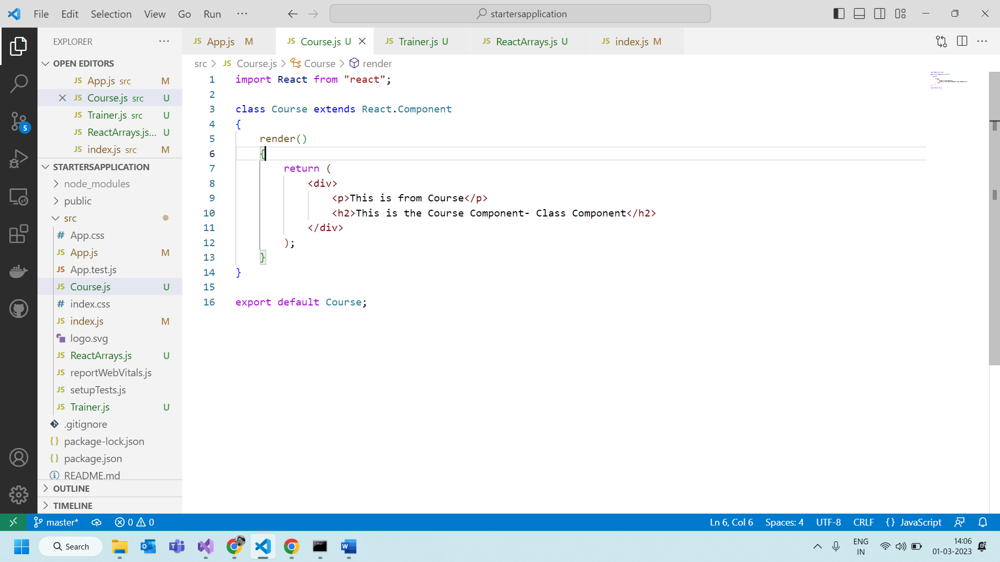 File Edit Selection View Go Run ··· startersapplication
EXPLORER ···
OPEN EDITORS
JS App.js src M
JS Course.js src U
JS Trainer.js src U
JS ReactArrays.js... U
JS index.js src M
STARTERSAPPLICATION
node_modules
public
src
# App.css
JS App.js M
JS App.test.js
JS Course.js U
# index.css
JS index.js M
logo.svg
JS ReactArrays.js U
JS reportWebVitals.js
JS setupTests.js
JS Trainer.js U
.gitignore
{} package-lock.json
{} package.json
README.md
OUTLINE
TIMELINE
5
JS App.js M JS Course.js U JS Trainer.js U JS ReactArrays.js U JS index.js M
src > JS Course.js > Course > render
1 import React from "react";
2
3 class Course extends React.Component
4 {
5 render()
6 {
7 return (
8 <div>
9 <p>This is from Course</p>
10 <h2>This is the Course Component- Class Component</h2>
11 </div>
12 );
13 }
14 }
15
16 export default Course;
master* 0 0 Ln 6, Col 6 Spaces: 4 UTF-8 CRLF {} JavaScript
Search ENG 14:06
IN 01-03-2023